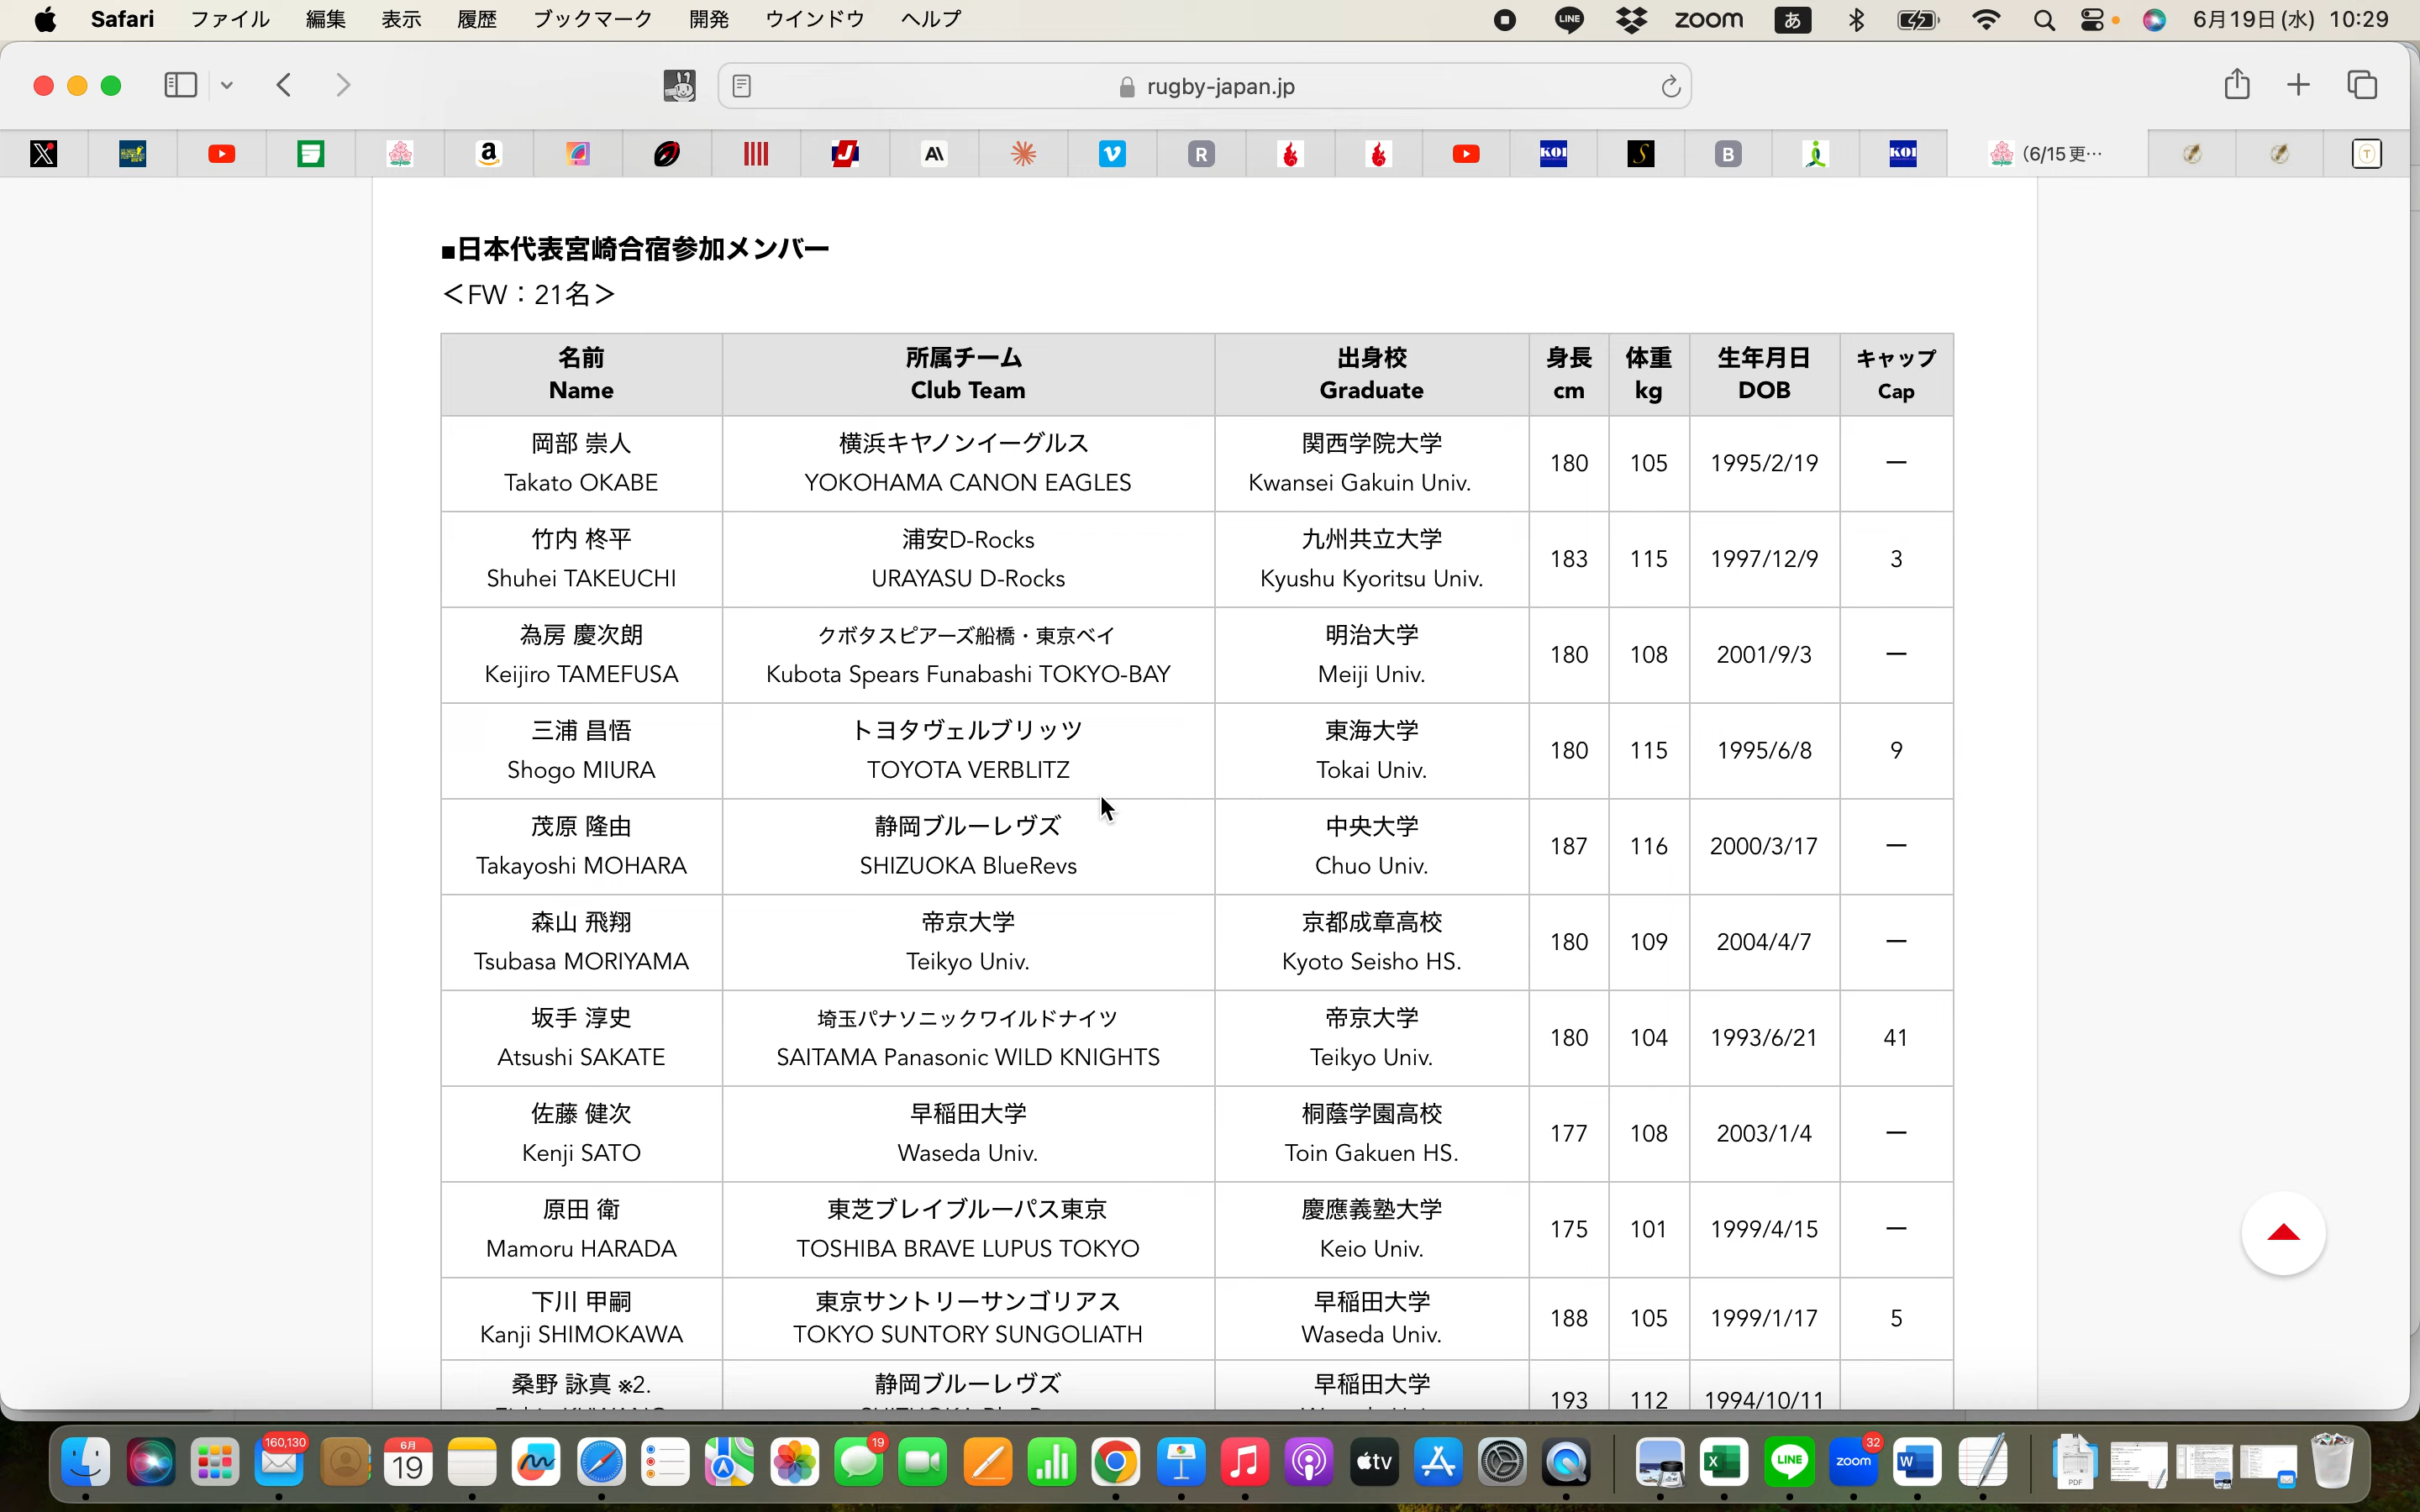 Safari ファイル 編集 表示 履歴 ブックマーク 開発 ウインドウ ヘルプ LINE zoom あ 6月19日(水) 10:29
rugby-japan.jp
(6/15 更…
■日本代表宮崎合宿参加メンバー
＜FW：21名＞
名前 所属チーム 出身校 身長 体重 生年月日 キャップ
Name Club Team Graduate cm kg DOB Cap
岡部 崇人 横浜キヤノンイーグルス 関西学院大学
Takato OKABE YOKOHAMA CANON EAGLES Kwansei Gakuin Univ. 180 105 1995/2/19 ー
竹内 柊平 浦安D-Rocks 九州共立大学
Shuhei TAKEUCHI URAYASU D-Rocks Kyushu Kyoritsu Univ. 183 115 1997/12/9 3
為房 慶次朗 クボタスピアーズ船橋・東京ベイ 明治大学
Keijiro TAMEFUSA Kubota Spears Funabashi TOKYO-BAY Meiji Univ. 180 108 2001/9/3 ー
三浦 昌悟 トヨタヴェルブリッツ 東海大学
Shogo MIURA TOYOTA VERBLITZ Tokai Univ. 180 115 1995/6/8 9
茂原 隆由 静岡ブルーレヴズ 中央大学
Takayoshi MOHARA SHIZUOKA BlueRevs Chuo Univ. 187 116 2000/3/17 ー
森山 飛翔 帝京大学 京都成章高校
Tsubasa MORIYAMA Teikyo Univ. Kyoto Seisho HS. 180 109 2004/4/7 ー
坂手 淳史 埼玉パナソニックワイルドナイツ 帝京大学
Atsushi SAKATE SAITAMA Panasonic WILD KNIGHTS Teikyo Univ. 180 104 1993/6/21 41
佐藤 健次 早稲田大学 桐蔭学園高校
Kenji SATO Waseda Univ. Toin Gakuen HS. 177 108 2003/1/4 ー
原田 衛 東芝ブレイブルーパス東京 慶應義塾大学
Mamoru HARADA TOSHIBA BRAVE LUPUS TOKYO Keio Univ. 175 101 1999/4/15 ー
下川 甲嗣 東京サントリーサンゴリアス 早稲田大学
Kanji SHIMOKAWA TOKYO SUNTORY SUNGOLIATH Waseda Univ. 188 105 1999/1/17 5
桑野 詠真 ※2. 静岡ブルーレヴズ 早稲田大学
193 112 1994/10/11
160,130 6月 19 19 tv X LINE zoom 32 W PDF